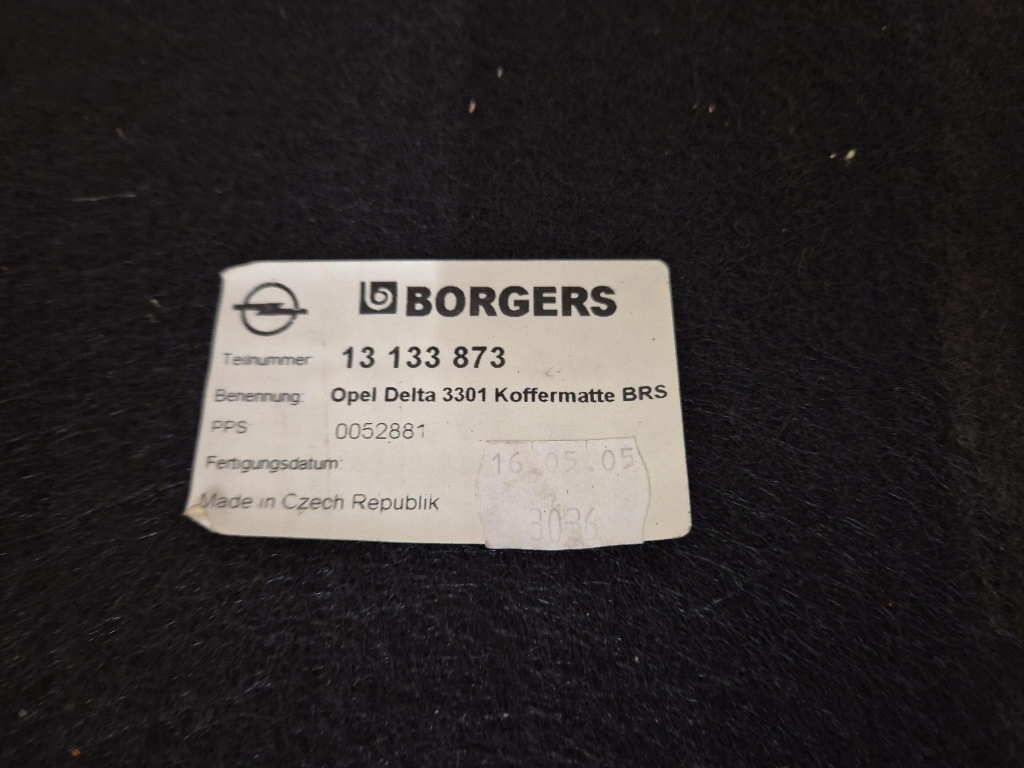 BORGERS
Teilnummer 13 133 873
Benennung: Opel Delta 3301 Koffermatte BRS
PPS 0052881
Fertigungsdatum: 16.05.05
Made in Czech Republik
3036